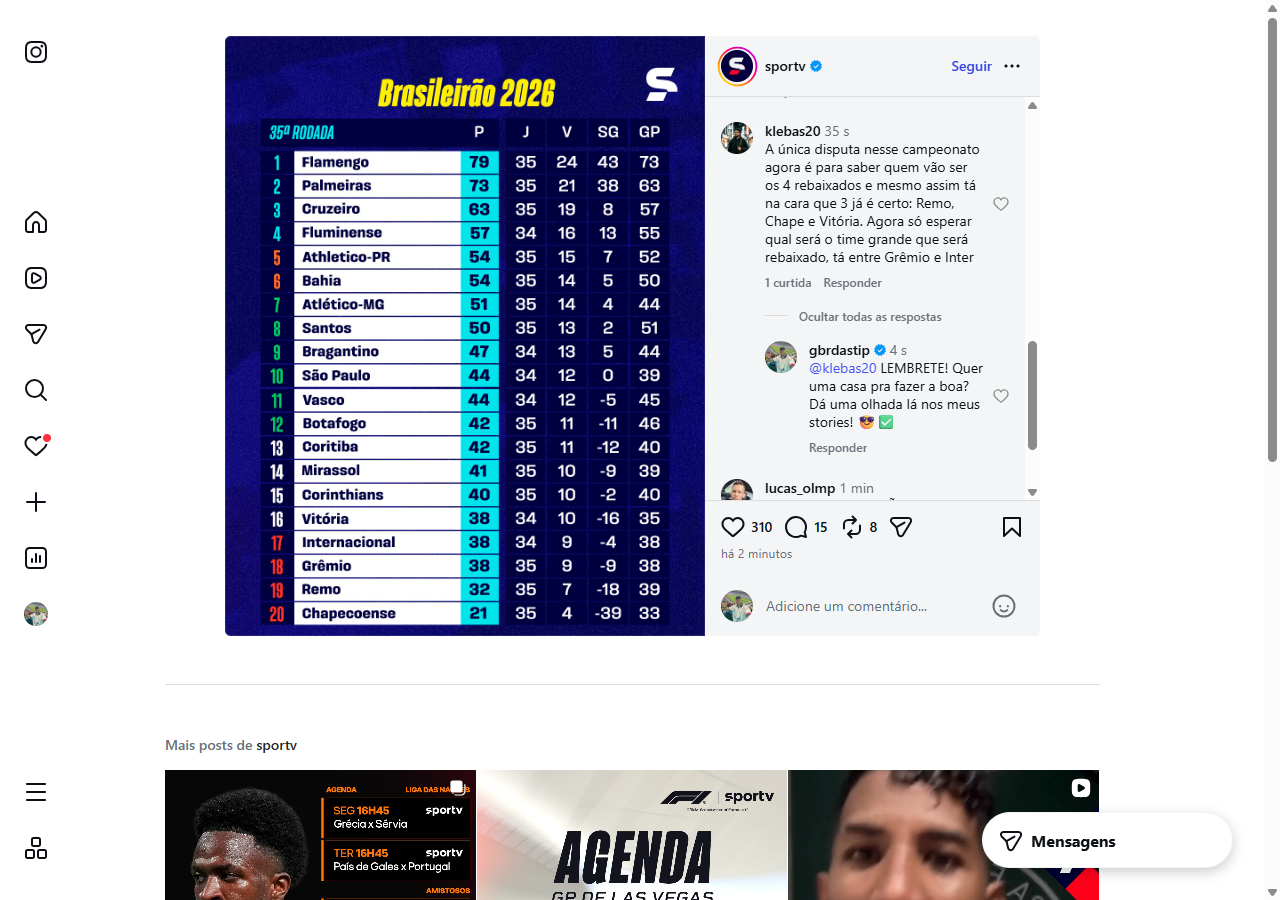 Brasileirão 2026
35ª RODADA P J V SG GP
1 Flamengo 79 35 24 43 73
2 Palmeiras 73 35 21 38 63
3 Cruzeiro 63 35 19 8 57
4 Fluminense 57 34 16 13 55
5 Athletico-PR 54 35 15 7 52
6 Bahia 54 35 14 5 50
7 Atlético-MG 51 35 14 4 44
8 Santos 50 35 13 2 51
9 Bragantino 47 34 13 5 44
10 São Paulo 44 34 12 0 39
11 Vasco 44 34 12 -5 45
12 Botafogo 42 35 11 -11 46
13 Coritiba 42 35 11 -12 40
14 Mirassol 41 35 10 -9 39
15 Corinthians 40 35 10 -2 40
16 Vitória 38 34 10 -16 35
17 Internacional 38 34 9 -4 38
18 Grêmio 38 35 9 -9 38
19 Remo 32 35 7 -18 39
20 Chapecoense 21 35 4 -39 33
sportv
Seguir
klebas20 35 s
A única disputa nesse campeonato
agora é para saber quem vão ser
os 4 rebaixados e mesmo assim tá
na cara que 3 já é certo: Remo,
Chape e Vitória. Agora só esperar
qual será o time grande que será
rebaixado, tá entre Grêmio e Inter
1 curtida Responder
Ocultar todas as respostas
gbrdastip 4 s
@klebas20 LEMBRETE! Quer
uma casa pra fazer a boa?
Dá uma olhada lá nos meus
stories! 😎 ✅
Responder
lucas_olmp 1 min
310 15 8
há 2 minutos
Adicione um comentário...
Mais posts de sportv
AGENDA LIGA DAS NAÇÕES
SEG 16H45 sportv
Grécia x Sérvia
TER 16H45 sportv
País de Gales x Portugal
AMISTOSOS
F1 sportv
AGENDA
GP DE LAS VEGAS
Mensagens